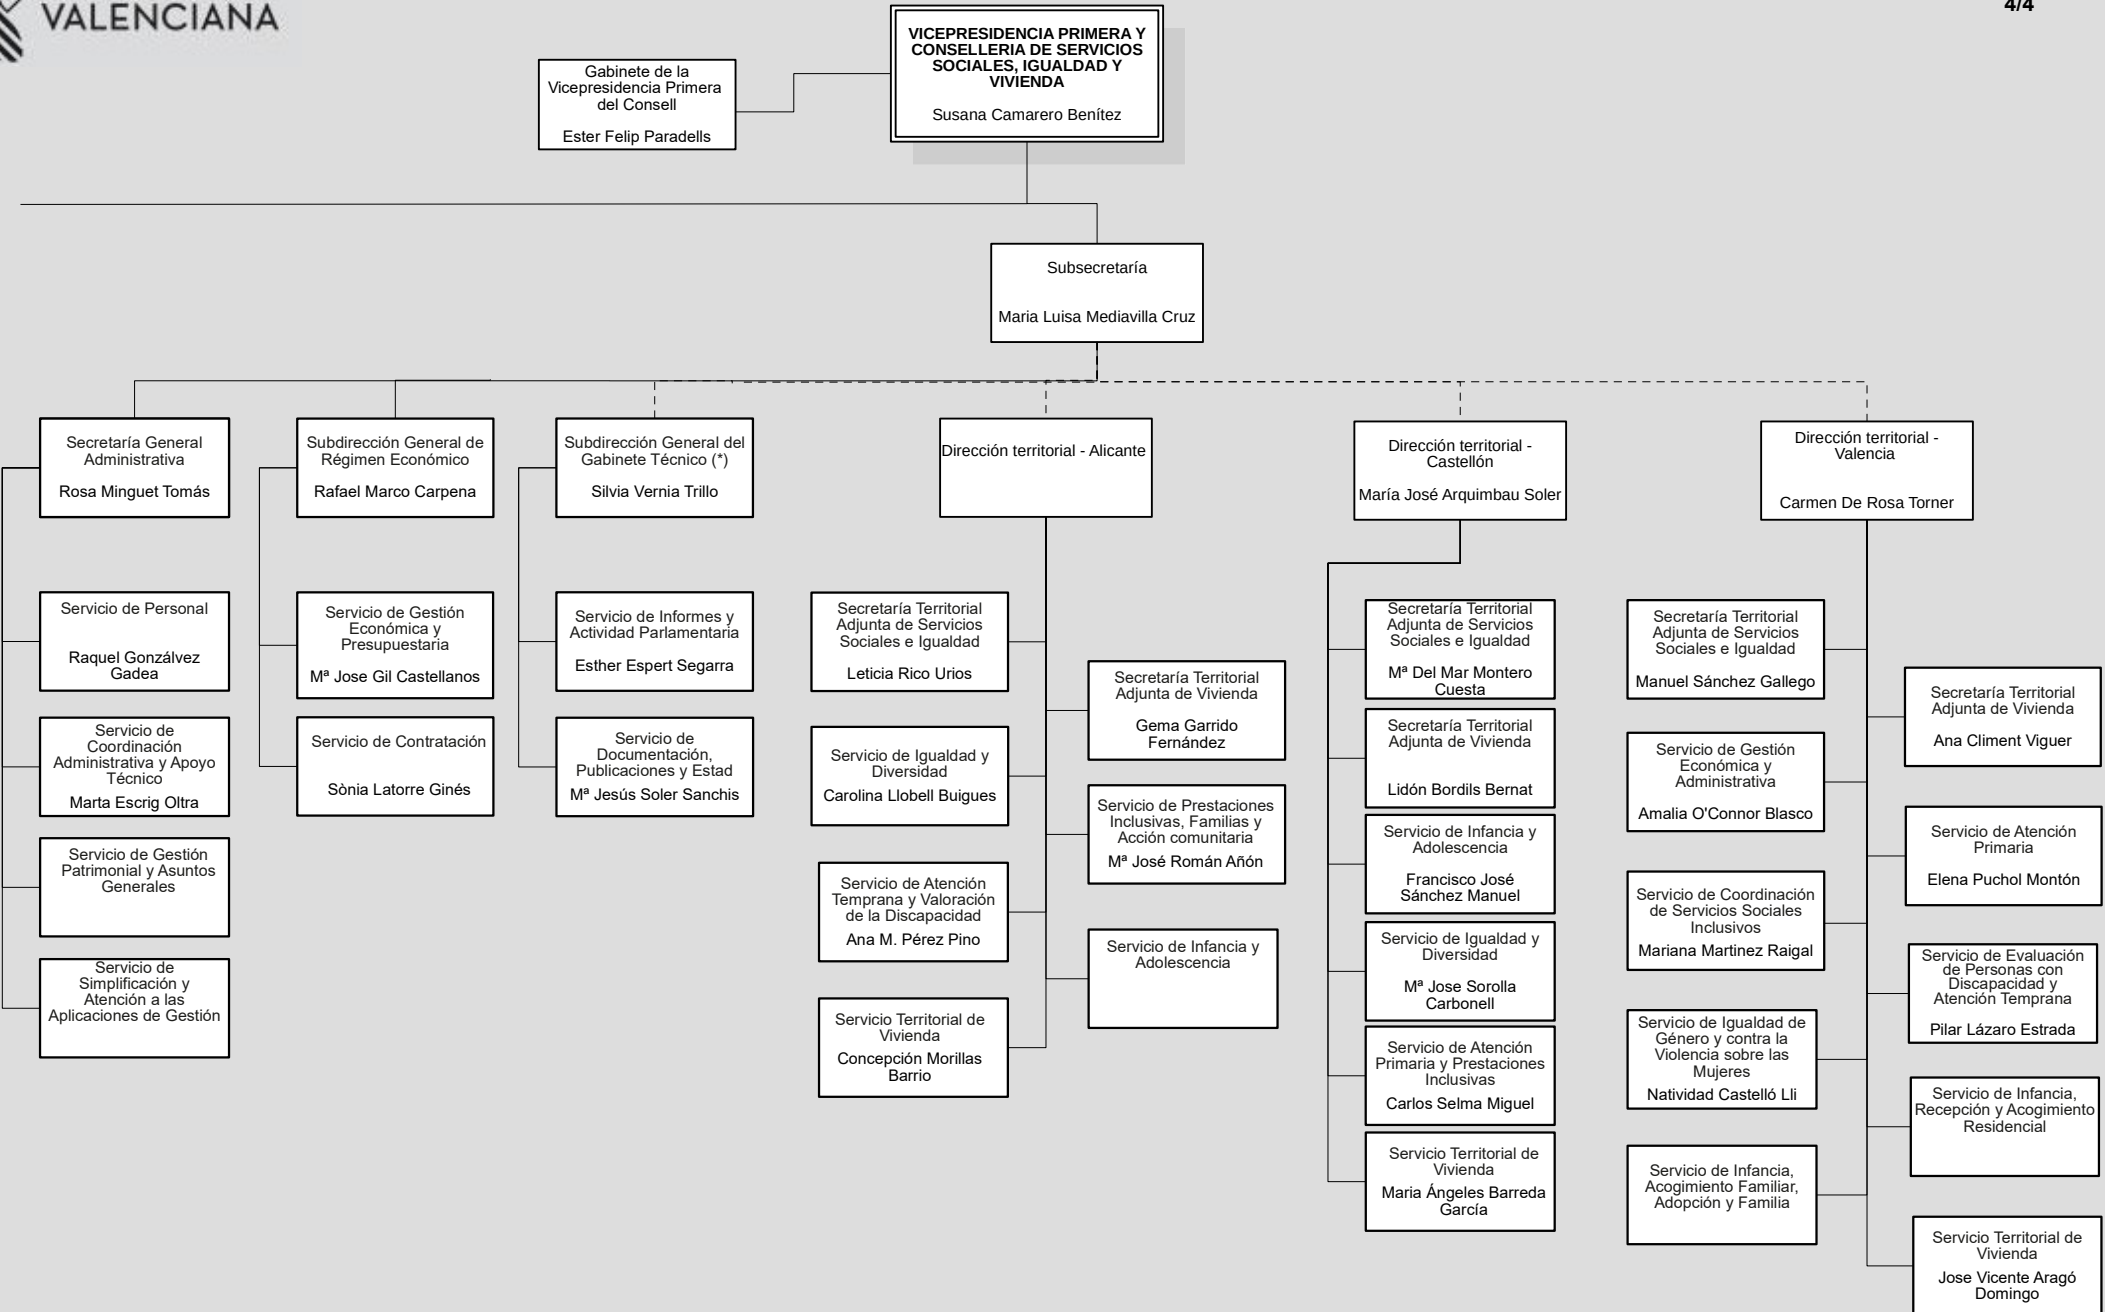 VALENCIANA
4/4
VICEPRESIDENCIA PRIMERA Y
CONSELLERIA DE SERVICIOS
SOCIALES, IGUALDAD Y
VIVIENDA
Susana Camarero Benítez
Gabinete de la
Vicepresidencia Primera
del Consell
Ester Felip Paradells
Subsecretaría
Maria Luisa Mediavilla Cruz
Secretaría General
Administrativa
Rosa Minguet Tomás
Subdirección General de
Régimen Económico
Rafael Marco Carpena
Subdirección General del
Gabinete Técnico (*)
Silvia Vernia Trillo
Dirección territorial - Alicante
Dirección territorial -
Castellón
María José Arquimbau Soler
Dirección territorial -
Valencia
Carmen De Rosa Torner
Servicio de Personal
Raquel Gonzálvez
Gadea
Servicio de
Coordinación
Administrativa y Apoyo
Técnico
Marta Escrig Oltra
Servicio de Gestión
Patrimonial y Asuntos
Generales
Servicio de
Simplificación y
Atención a las
Aplicaciones de Gestión
Servicio de Gestión
Económica y
Presupuestaria
Mª Jose Gil Castellanos
Servicio de Contratación
Sònia Latorre Ginés
Servicio de Informes y
Actividad Parlamentaria
Esther Espert Segarra
Servicio de
Documentación,
Publicaciones y Estad
Mª Jesús Soler Sanchis
Secretaría Territorial
Adjunta de Servicios
Sociales e Igualdad
Leticia Rico Urios
Secretaría Territorial
Adjunta de Vivienda
Gema Garrido
Fernández
Servicio de Igualdad y
Diversidad
Carolina Llobell Buigues
Servicio de Prestaciones
Inclusivas, Familias y
Acción comunitaria
Mª José Román Añón
Servicio de Atención
Temprana y Valoración
de la Discapacidad
Ana M. Pérez Pino
Servicio de Infancia y
Adolescencia
Servicio Territorial de
Vivienda
Concepción Morillas
Barrio
Secretaría Territorial
Adjunta de Servicios
Sociales e Igualdad
Mª Del Mar Montero
Cuesta
Secretaría Territorial
Adjunta de Vivienda
Lidón Bordils Bernat
Servicio de Infancia y
Adolescencia
Francisco José
Sánchez Manuel
Servicio de Igualdad y
Diversidad
Mª Jose Sorolla
Carbonell
Servicio de Atención
Primaria y Prestaciones
Inclusivas
Carlos Selma Miguel
Servicio Territorial de
Vivienda
Maria Ángeles Barreda
García
Secretaría Territorial
Adjunta de Servicios
Sociales e Igualdad
Manuel Sánchez Gallego
Secretaría Territorial
Adjunta de Vivienda
Ana Climent Viguer
Servicio de Gestión
Económica y
Administrativa
Amalia O'Connor Blasco
Servicio de Atención
Primaria
Elena Puchol Montón
Servicio de Coordinación
de Servicios Sociales
Inclusivos
Mariana Martinez Raigal
Servicio de Evaluación
de Personas con
Discapacidad y
Atención Temprana
Pilar Lázaro Estrada
Servicio de Igualdad de
Género y contra la
Violencia sobre las
Mujeres
Natividad Castelló Lli
Servicio de Infancia,
Recepción y Acogimiento
Residencial
Servicio de Infancia,
Acogimiento Familiar,
Adopción y Familia
Servicio Territorial de
Vivienda
Jose Vicente Aragó
Domingo